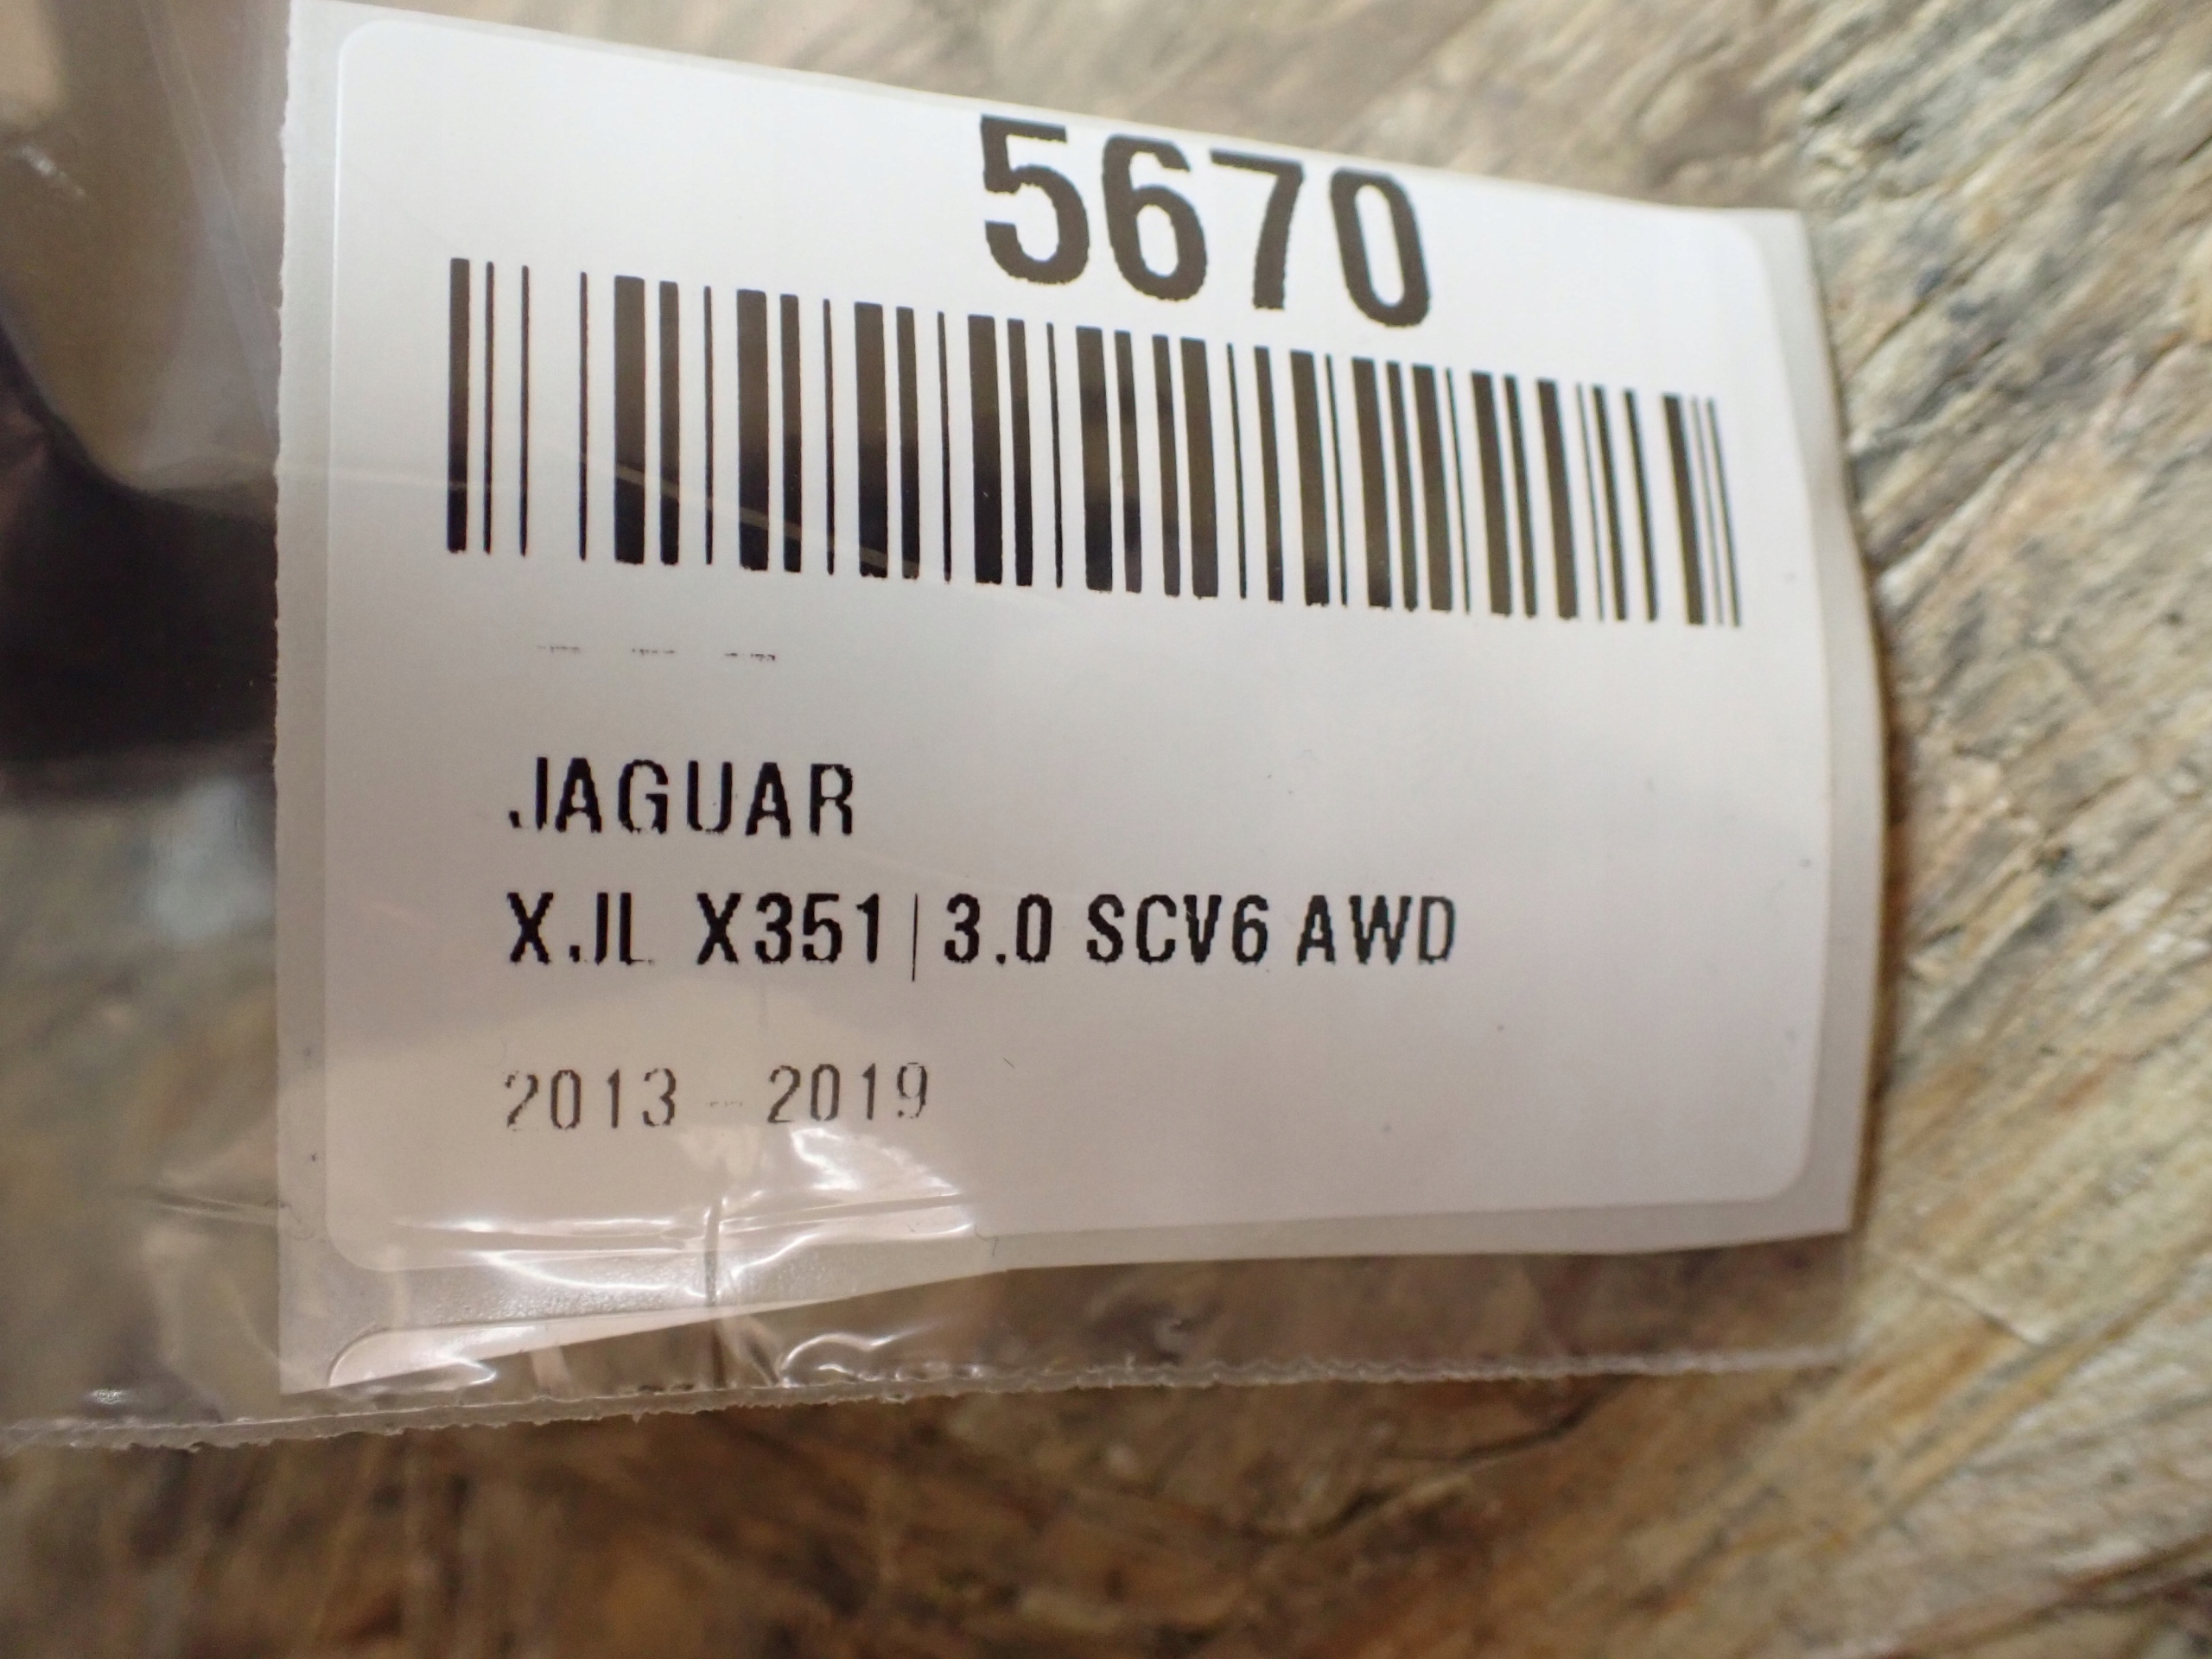 5670
JAGUAR
XJL X351|3.0 SCV6 AWD
2013 - 2019